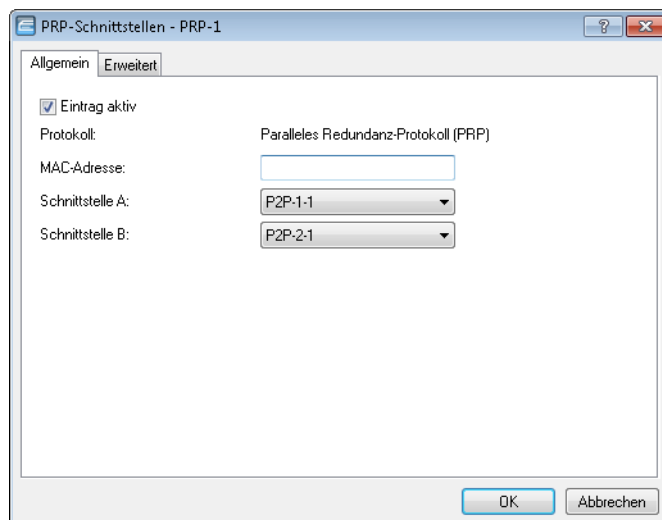 PRP-Schnittstellen - PRP-1
?
Allgemein
Erweitert
Eintrag aktiv
Protokoll: Paralleles Redundanz-Protokoll (PRP)
MAC-Adresse:
Schnittstelle A: P2P-1-1
Schnittstelle B: P2P-2-1
OK Abbrechen